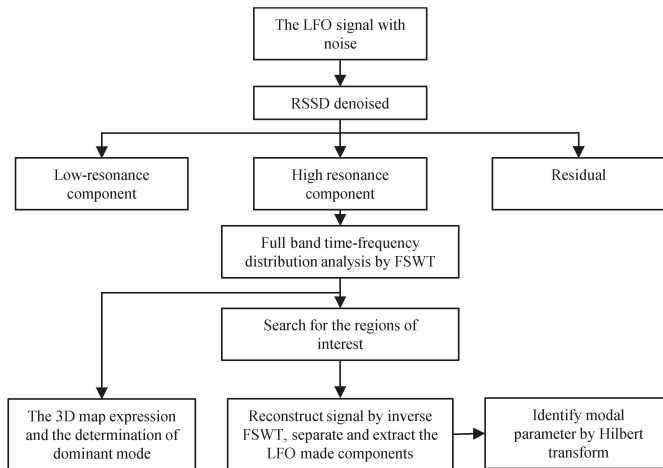 The LFO signal with
noise
RSSD denoised
Low-resonance
component
High resonance
component
Residual
Full band time-frequency
distribution analysis by FSWT
Search for the regions of
interest
The 3D map expression
and the determination of
dominant mode
Reconstruct signal by inverse
FSWT, separate and extract the
LFO made components
Identify modal
parameter by Hilbert
transform